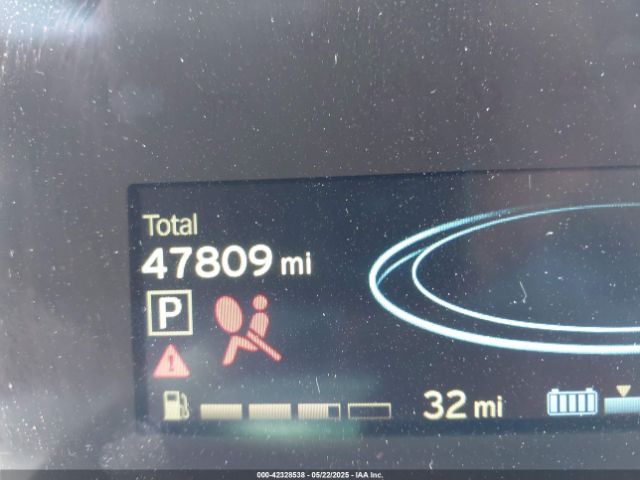 Total
47809 mi
P
32 mi
000-42328538 - 05/22/2025 - IAA Inc.